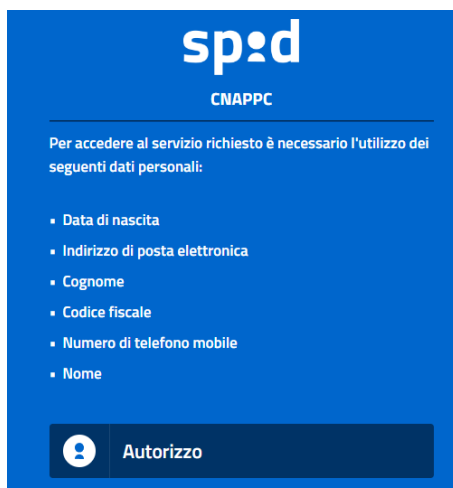 spid
CNAPPC
Per accedere al servizio richiesto è necessario l'utilizzo dei
seguenti dati personali:
▪ Data di nascita
▪ Indirizzo di posta elettronica
▪ Cognome
▪ Codice fiscale
▪ Numero di telefono mobile
▪ Nome
Autorizzo